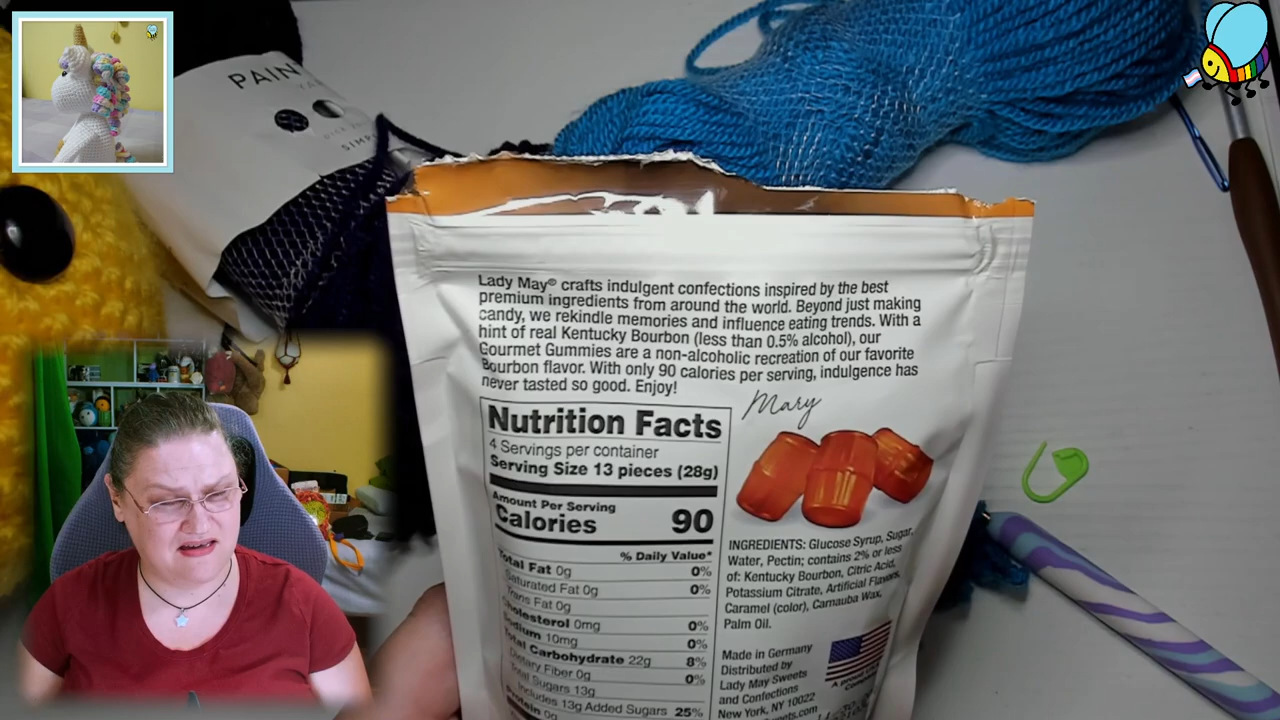 PAIN
Lady May® crafts indulgent confections inspired by the best
premium ingredients from around the world. Beyond just making
candy, we rekindle memories and influence eating trends. With a
hint of real Kentucky Bourbon (less than 0.5% alcohol), our
Gourmet Gummies are a non-alcoholic recreation of our favorite
Bourbon flavor. With only 90 calories per serving, indulgence has
never tasted so good. Enjoy!
Mary
Nutrition Facts
4 Servings per container
Serving Size 13 pieces (28g)
Amount Per Serving
Calories 90
% Daily Value*
Total Fat 0g 0%
Saturated Fat 0g 0%
Trans Fat 0g
Cholesterol 0mg 0%
Sodium 10mg 0%
Total Carbohydrate 22g 8%
Dietary Fiber 0g 0%
Total Sugars 13g
Includes 13g Added Sugars 25%
Protein 0g
INGREDIENTS: Glucose Syrup, Sugar,
Water, Pectin; contains 2% or less
of: Kentucky Bourbon, Citric Acid,
Potassium Citrate, Artificial Flavors,
Caramel (color), Carnauba Wax,
Palm Oil.
Made in Germany
Distributed by
Lady May Sweets
and Confections
New York, NY 10022